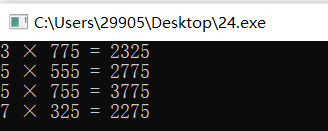 C:\Users\29905\Desktop\24.exe
3 × 775 = 2325
5 × 555 = 2775
5 × 755 = 3775
7 × 325 = 2275